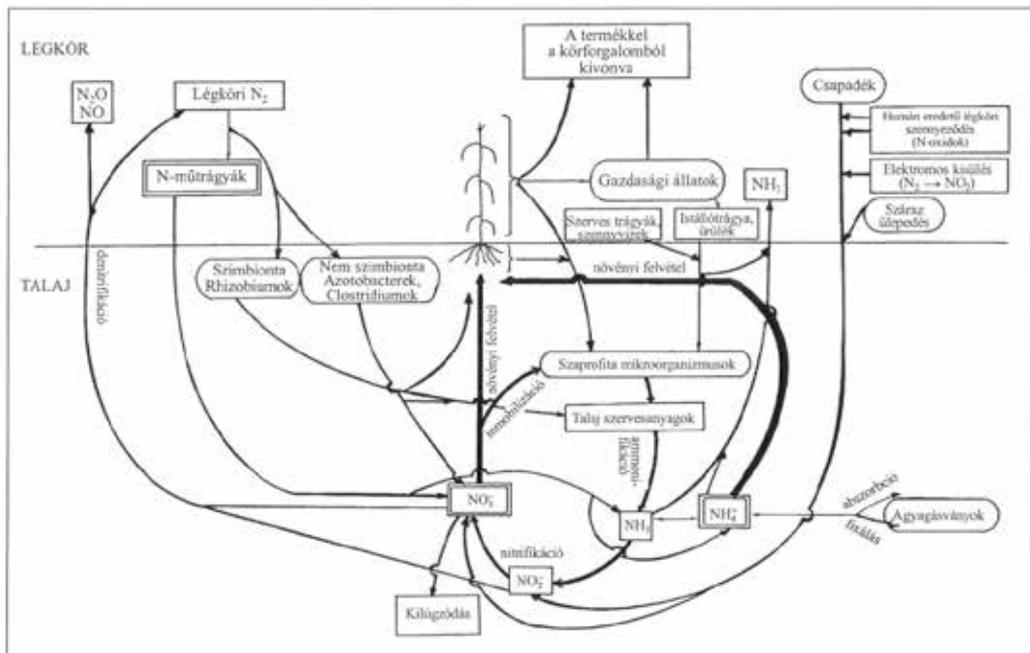 LEGKÖR
A termékkel
a körforgalomból
kivonva
N₂O
NO
Légköri N₂
Csapadék
Humán eredetű légköri
szennyeződés
(N-oxidok)
N-műtrágyák
Gazdasági állatok
NH₃
Elektromos kisülés
(N₂ → NO₂)
Száraz
ülepedés
Szerves trágyák,
szennyvizek
Istállótrágya,
ürülék
TALAJ
denitrifikáció
Szimbionta
Rhizobiumok
Nem szimbionta
Azotobacterek,
Clostridiumok
növényi felvétel
növényi felvétel
Szaprofita mikroorganizmusok
immobilizáció
Talaj szervesanyagok
ammoni-
fikáció
NO₃⁻
NH₃
NH₄⁺
abszorbció
fixálás
Agyagásványok
nitrifikáció
NO₂⁻
Kilúgzódás